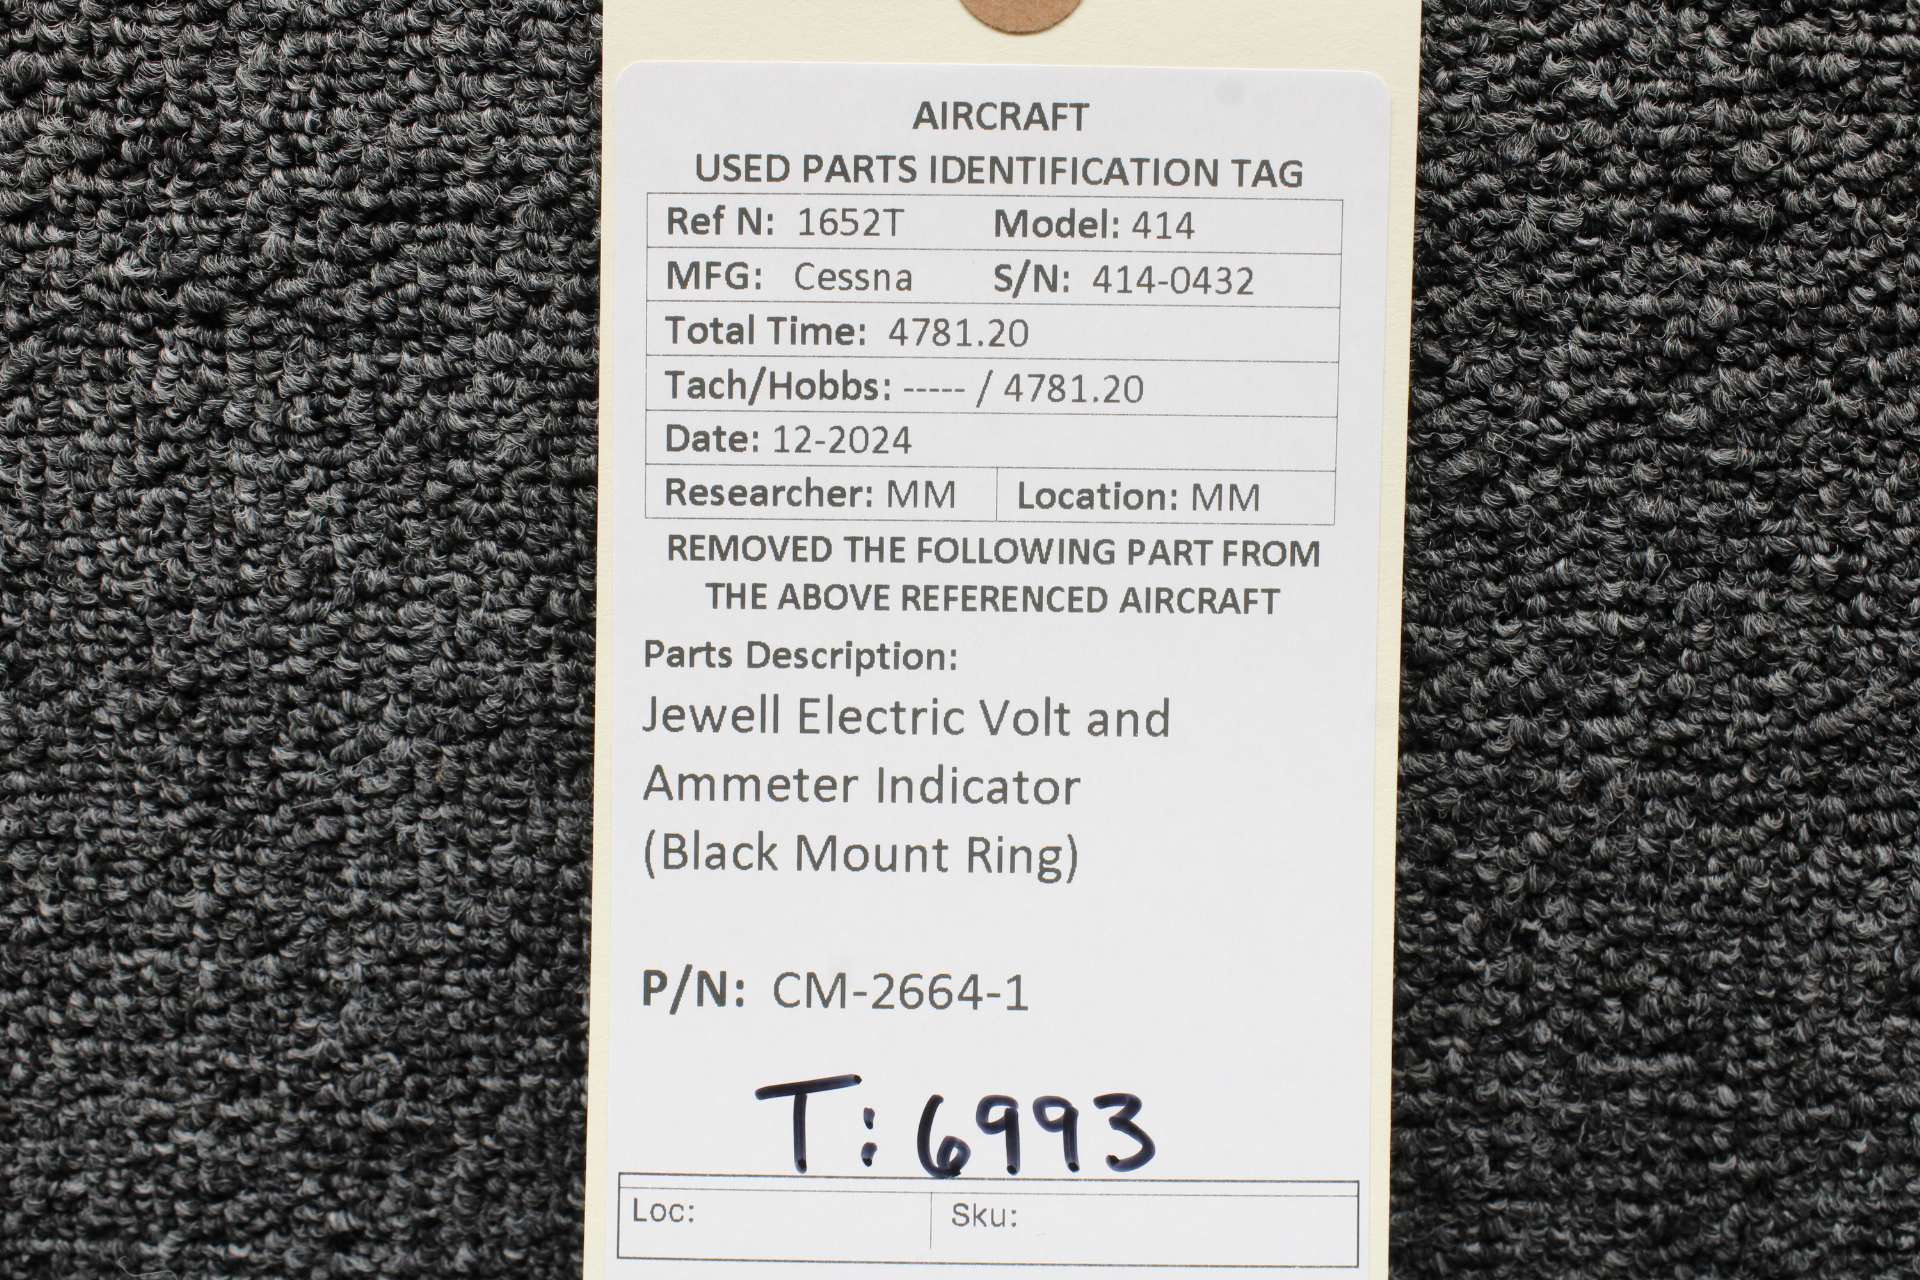 AIRCRAFT
USED PARTS IDENTIFICATION TAG
Ref N: 1652T Model: 414
MFG: Cessna S/N: 414-0432
Total Time: 4781.20
Tach/Hobbs: ----- / 4781.20
Date: 12-2024
Researcher: MM Location: MM
REMOVED THE FOLLOWING PART FROM
THE ABOVE REFERENCED AIRCRAFT
Parts Description:
Jewell Electric Volt and
Ammeter Indicator
(Black Mount Ring)
P/N: CM-2664-1
T: 6993
Loc: Sku: